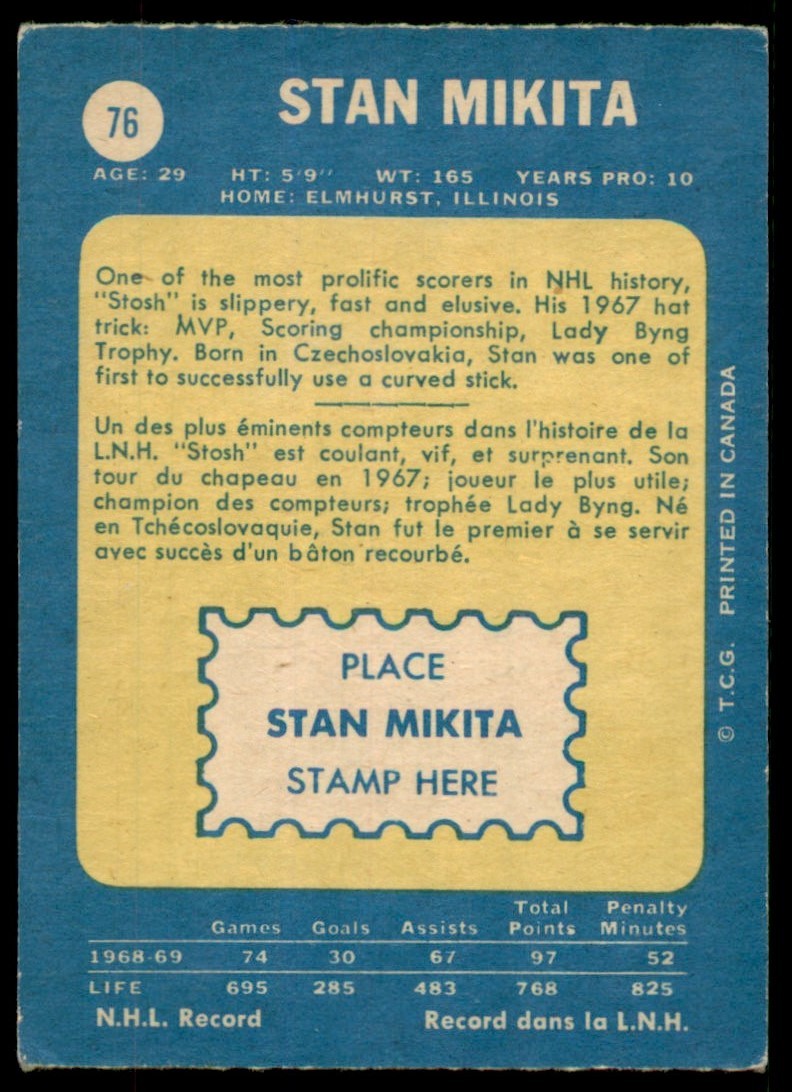 76
STAN MIKITA
AGE: 29 HT: 5'9'' WT: 165 YEARS PRO: 10
HOME: ELMHURST, ILLINOIS
One of the most prolific scorers in NHL history,
"Stosh" is slippery, fast and elusive. His 1967 hat
trick: MVP, Scoring championship, Lady Byng
Trophy. Born in Czechoslovakia, Stan was one of
first to successfully use a curved stick.
Un des plus éminents compteurs dans l'histoire de la
L.N.H. "Stosh" est coulant, vif, et surprenant. Son
tour du chapeau en 1967; joueur le plus utile;
champion des compteurs; trophée Lady Byng. Né
en Tchécoslovaquie, Stan fut le premier à se servir
avec succès d'un bâton recourbé.
PLACE
STAN MIKITA
STAMP HERE
© T.C.G. PRINTED IN CANADA
Games Goals Assists Total Points Penalty Minutes
1968-69 74 30 67 97 52
LIFE 695 285 483 768 825
N.H.L. Record Record dans la L.N.H.